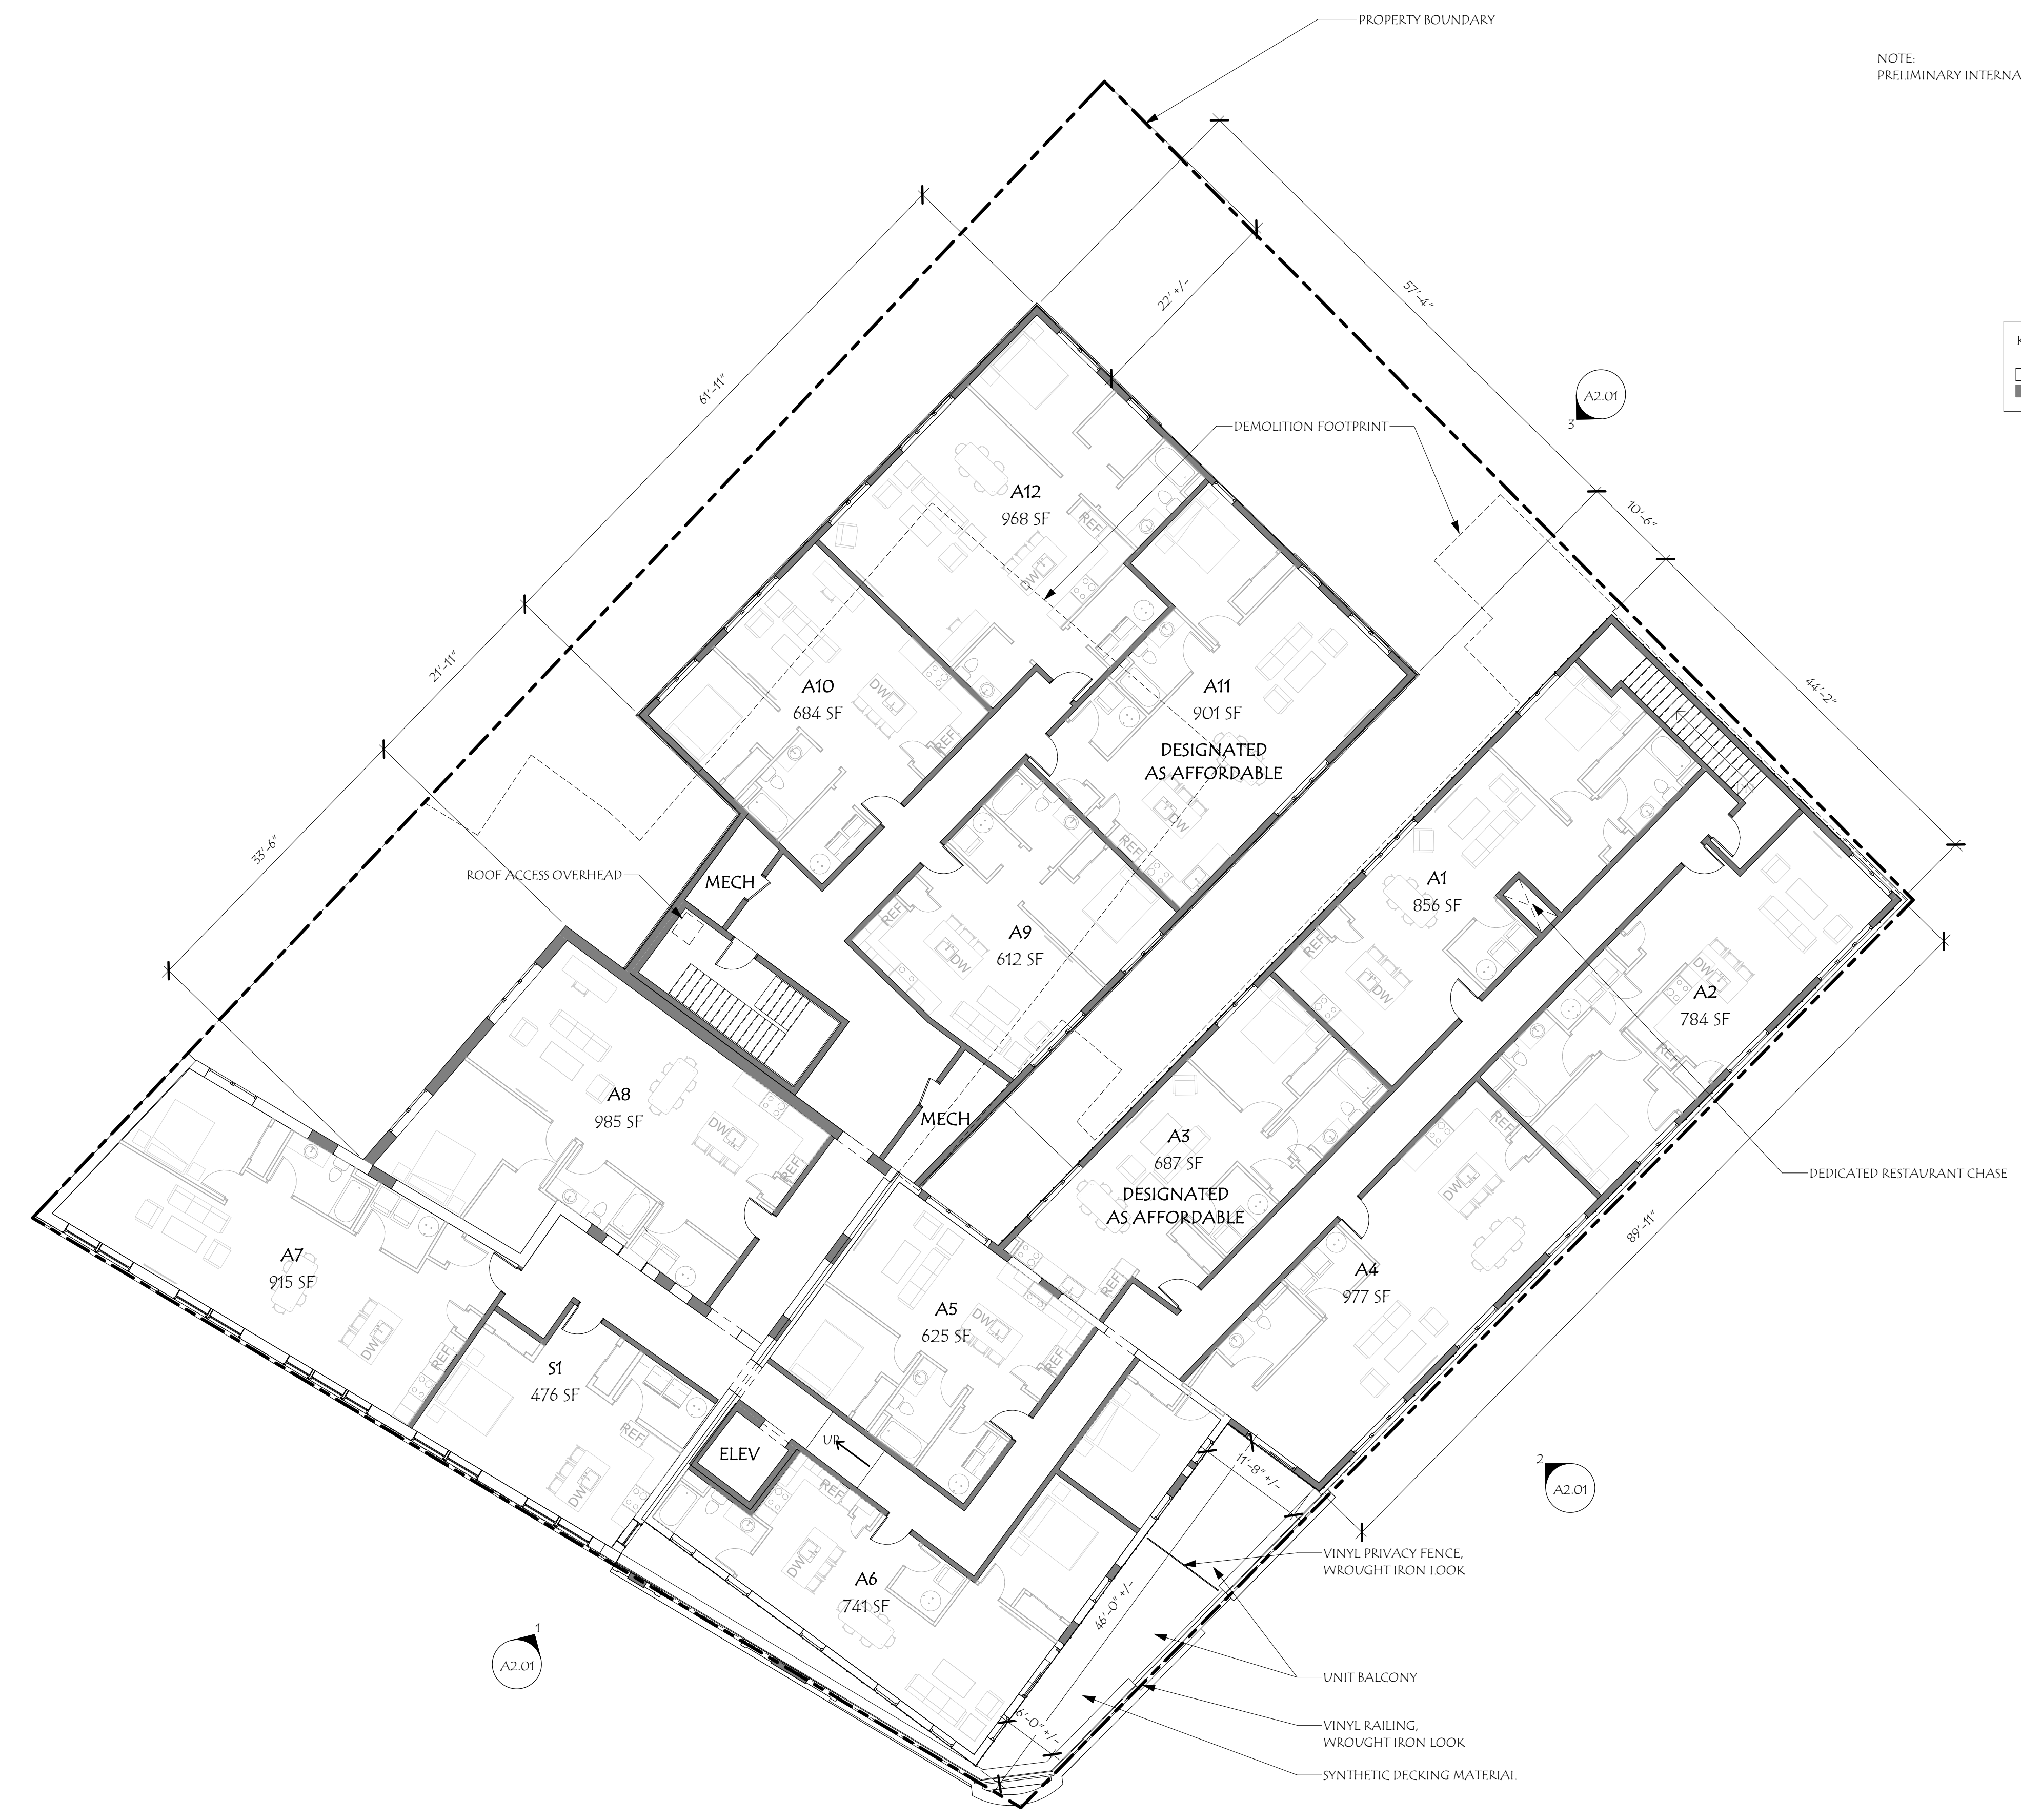 PROPERTY BOUNDARY
NOTE:
PRELIMINARY INTERNA
57'-4"
22' +/-
61'-11"
A2.01
3
DEMOLITION FOOTPRINT
A12
968 SF
REF
DW
10'-6"
21'-11"
A10
684 SF
DW
REF
A11
901 SF
DESIGNATED
AS AFFORDABLE
DW
REF
44'-2"
33'-6"
ROOF ACCESS OVERHEAD
MECH
A9
612 SF
REF
DW
A1
856 SF
REF
DW
A2
784 SF
DW
REF
A8
985 SF
DW
REF
MECH
A3
687 SF
DESIGNATED
AS AFFORDABLE
REF
DEDICATED RESTAURANT CHASE
89'-11"
A4
977 SF
REF
DW
A7
915 SF
DW
REF
A5
625 SF
DW
REF
S1
476 SF
REF
DW
ELEV
UP
11'-8" +/-
2
A2.01
A6
741 SF
REF
DW
46'-0" +/-
6'-0" +/-
VINYL PRIVACY FENCE,
WROUGHT IRON LOOK
1
A2.01
UNIT BALCONY
VINYL RAILING,
WROUGHT IRON LOOK
SYNTHETIC DECKING MATERIAL